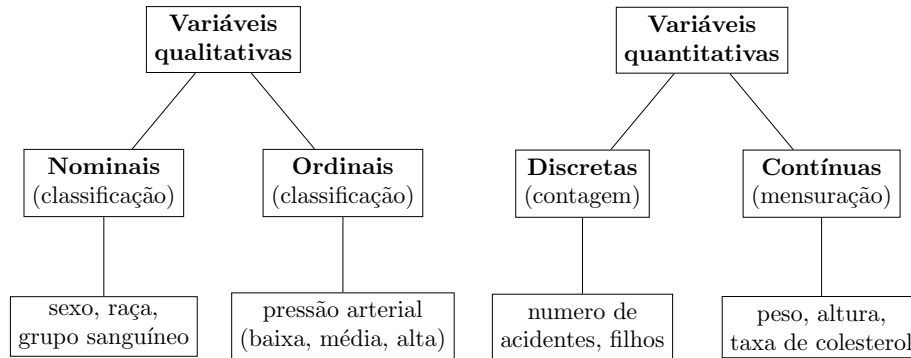 Variáveis
qualitativas
Variáveis
quantitativas
Nominais
(classificação)
Ordinais
(classificação)
Discretas
(contagem)
Contínuas
(mensuração)
sexo, raça,
grupo sanguíneo
pressão arterial
(baixa, média, alta)
numero de
acidentes, filhos
peso, altura,
taxa de colesterol